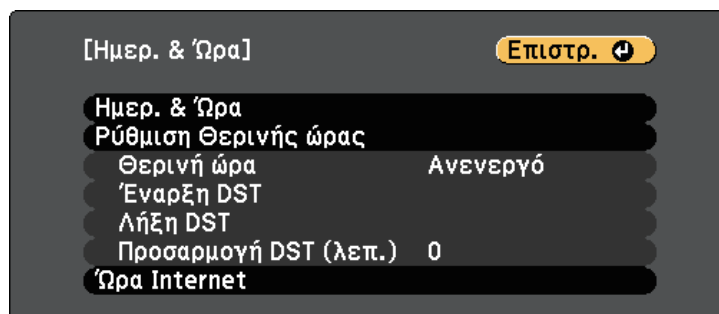 [Ημερ. & Ώρα] Επιστρ.
Ημερ. & Ώρα
Ρύθμιση Θερινής ώρας
Θερινή ώρα Ανενεργό
Έναρξη DST
Λήξη DST
Προσαρμογή DST (λεπ.) 0
Ώρα Internet